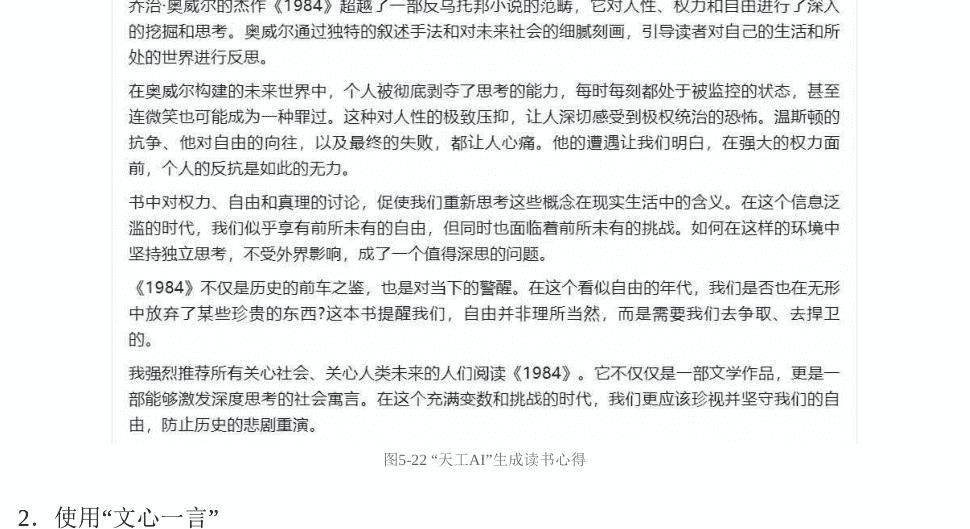 乔治·奥威尔的杰作《1984》超越了一部反乌托邦小说的范畴，它对人性、权力和自由进行了深入
的挖掘和思考。奥威尔通过独特的叙述手法和对未来社会的细腻刻画，引导读者对自己的生活和所
处的世界进行反思。
在奥威尔构建的未来世界中，个人被彻底剥夺了思考的能力，每时每刻都处于被监控的状态，甚至
连微笑也可能成为一种罪过。这种对人性的极致压抑，让人深切感受到极权统治的恐怖。温斯顿的
抗争、他对自由的向往，以及最终的失败，都让人心痛。他的遭遇让我们明白，在强大的权力面
前，个人的反抗是如此的无力。
书中对权力、自由和真理的讨论，促使我们重新思考这些概念在现实生活中的含义。在这个信息泛
滥的时代，我们似乎享有前所未有的自由，但同时也面临着前所未有的挑战。如何在这样的环境中
坚持独立思考，不受外界影响，成了一个值得深思的问题。
《1984》不仅是历史的前车之鉴，也是对当下的警醒。在这个看似自由的年代，我们是否也在无形
中放弃了某些珍贵的东西?这本书提醒我们，自由并非理所当然，而是需要我们去争取、去捍卫
的。
我强烈推荐所有关心社会、关心人类未来的人们阅读《1984》。它不仅仅是一部文学作品，更是一
部能够激发深度思考的社会寓言。在这个充满变数和挑战的时代，我们更应该珍视并坚守我们的自
由，防止历史的悲剧重演。
图5-22 “天工AI”生成读书心得
2．使用“文心一言”